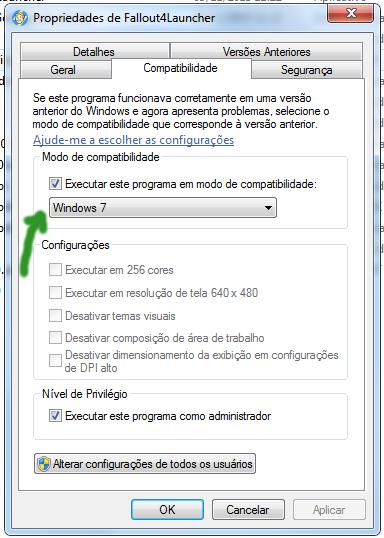 Propriedades de Fallout4Launcher
Detalhes
Versões Anteriores
Geral
Compatibilidade
Segurança
Se este programa funcionava corretamente em uma versão
anterior do Windows e agora apresenta problemas, selecione o
modo de compatibilidade que corresponde à versão anterior.
Ajude-me a escolher as configurações
Modo de compatibilidade
Executar este programa em modo de compatibilidade:
Windows 7
Configurações
Executar em 256 cores
Executar em resolução de tela 640 x 480
Desativar temas visuais
Desativar composição de área de trabalho
Desativar dimensionamento da exibição em configurações
de DPI alto
Nível de Privilégio
Executar este programa como administrador
Alterar configurações de todos os usuários
OK
Cancelar
Aplicar